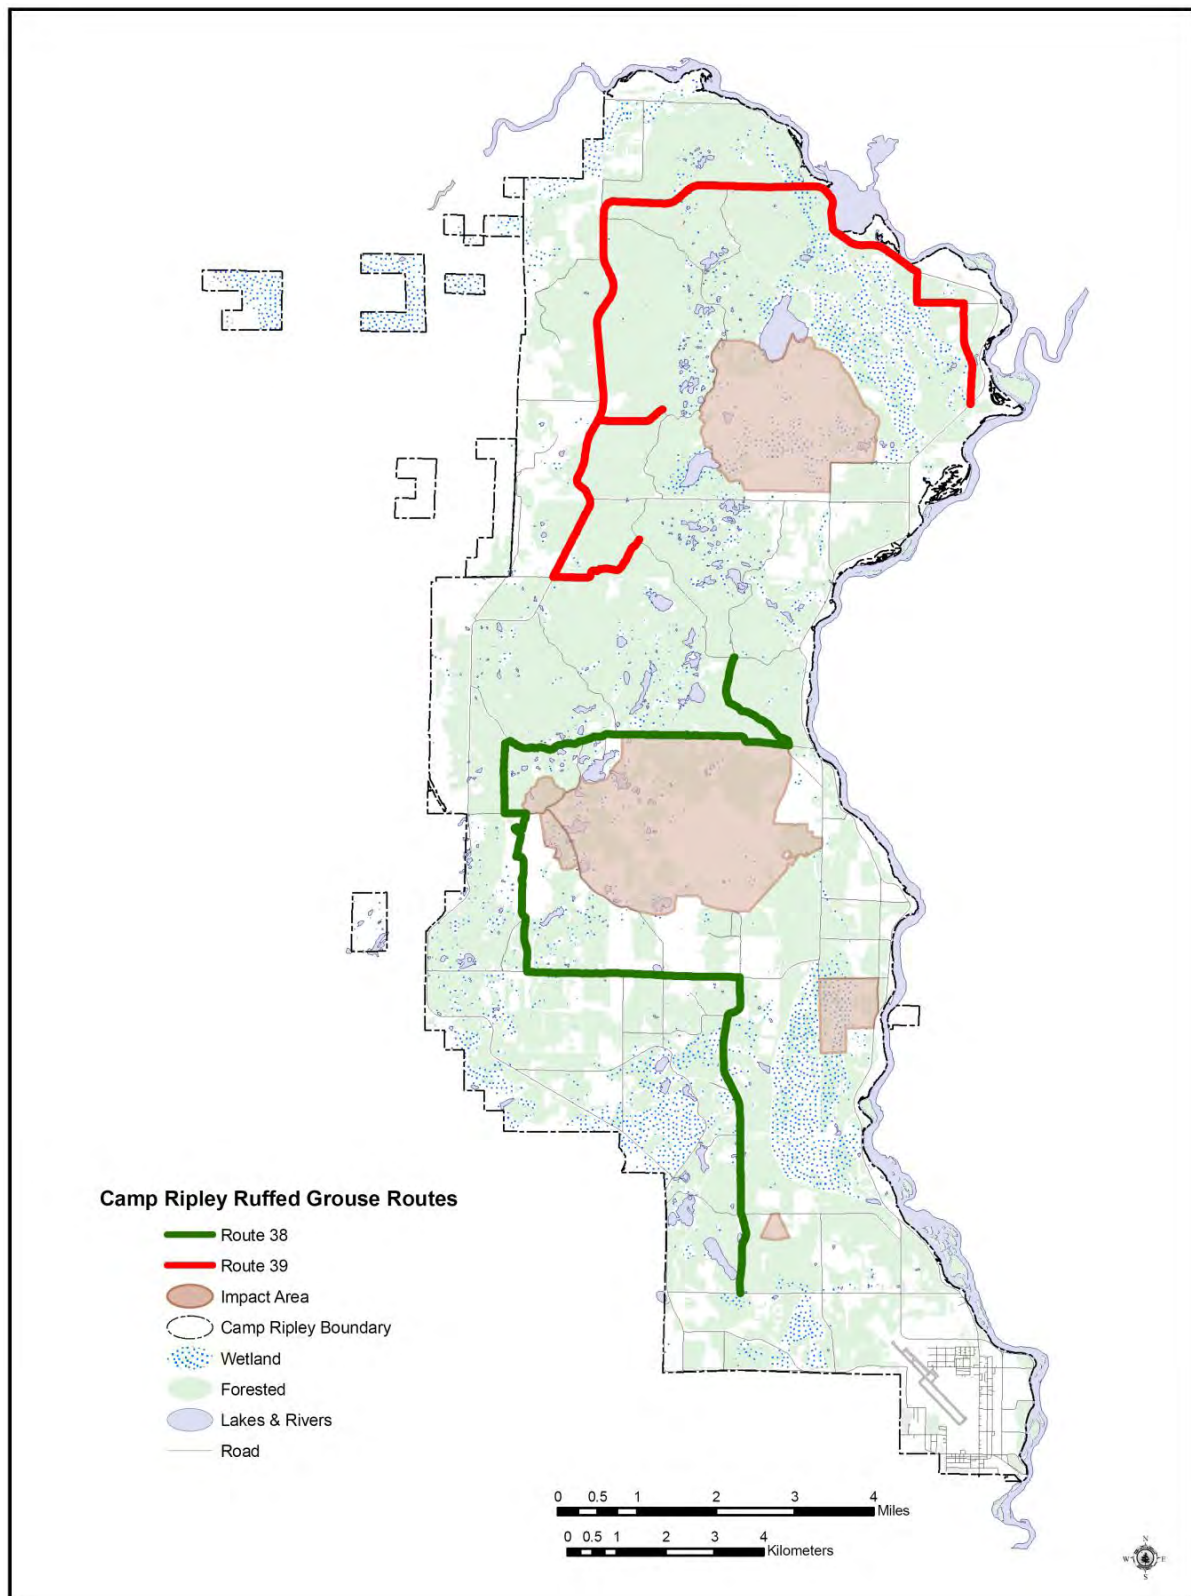 Camp Ripley Ruffed Grouse Routes
Route 38
Route 39
Impact Area
Camp Ripley Boundary
Wetland
Forested
Lakes & Rivers
Road
0 0.5 1 2 3 4
Miles
0 0.5 1 2 3 4
Kilometers
N
W E
S